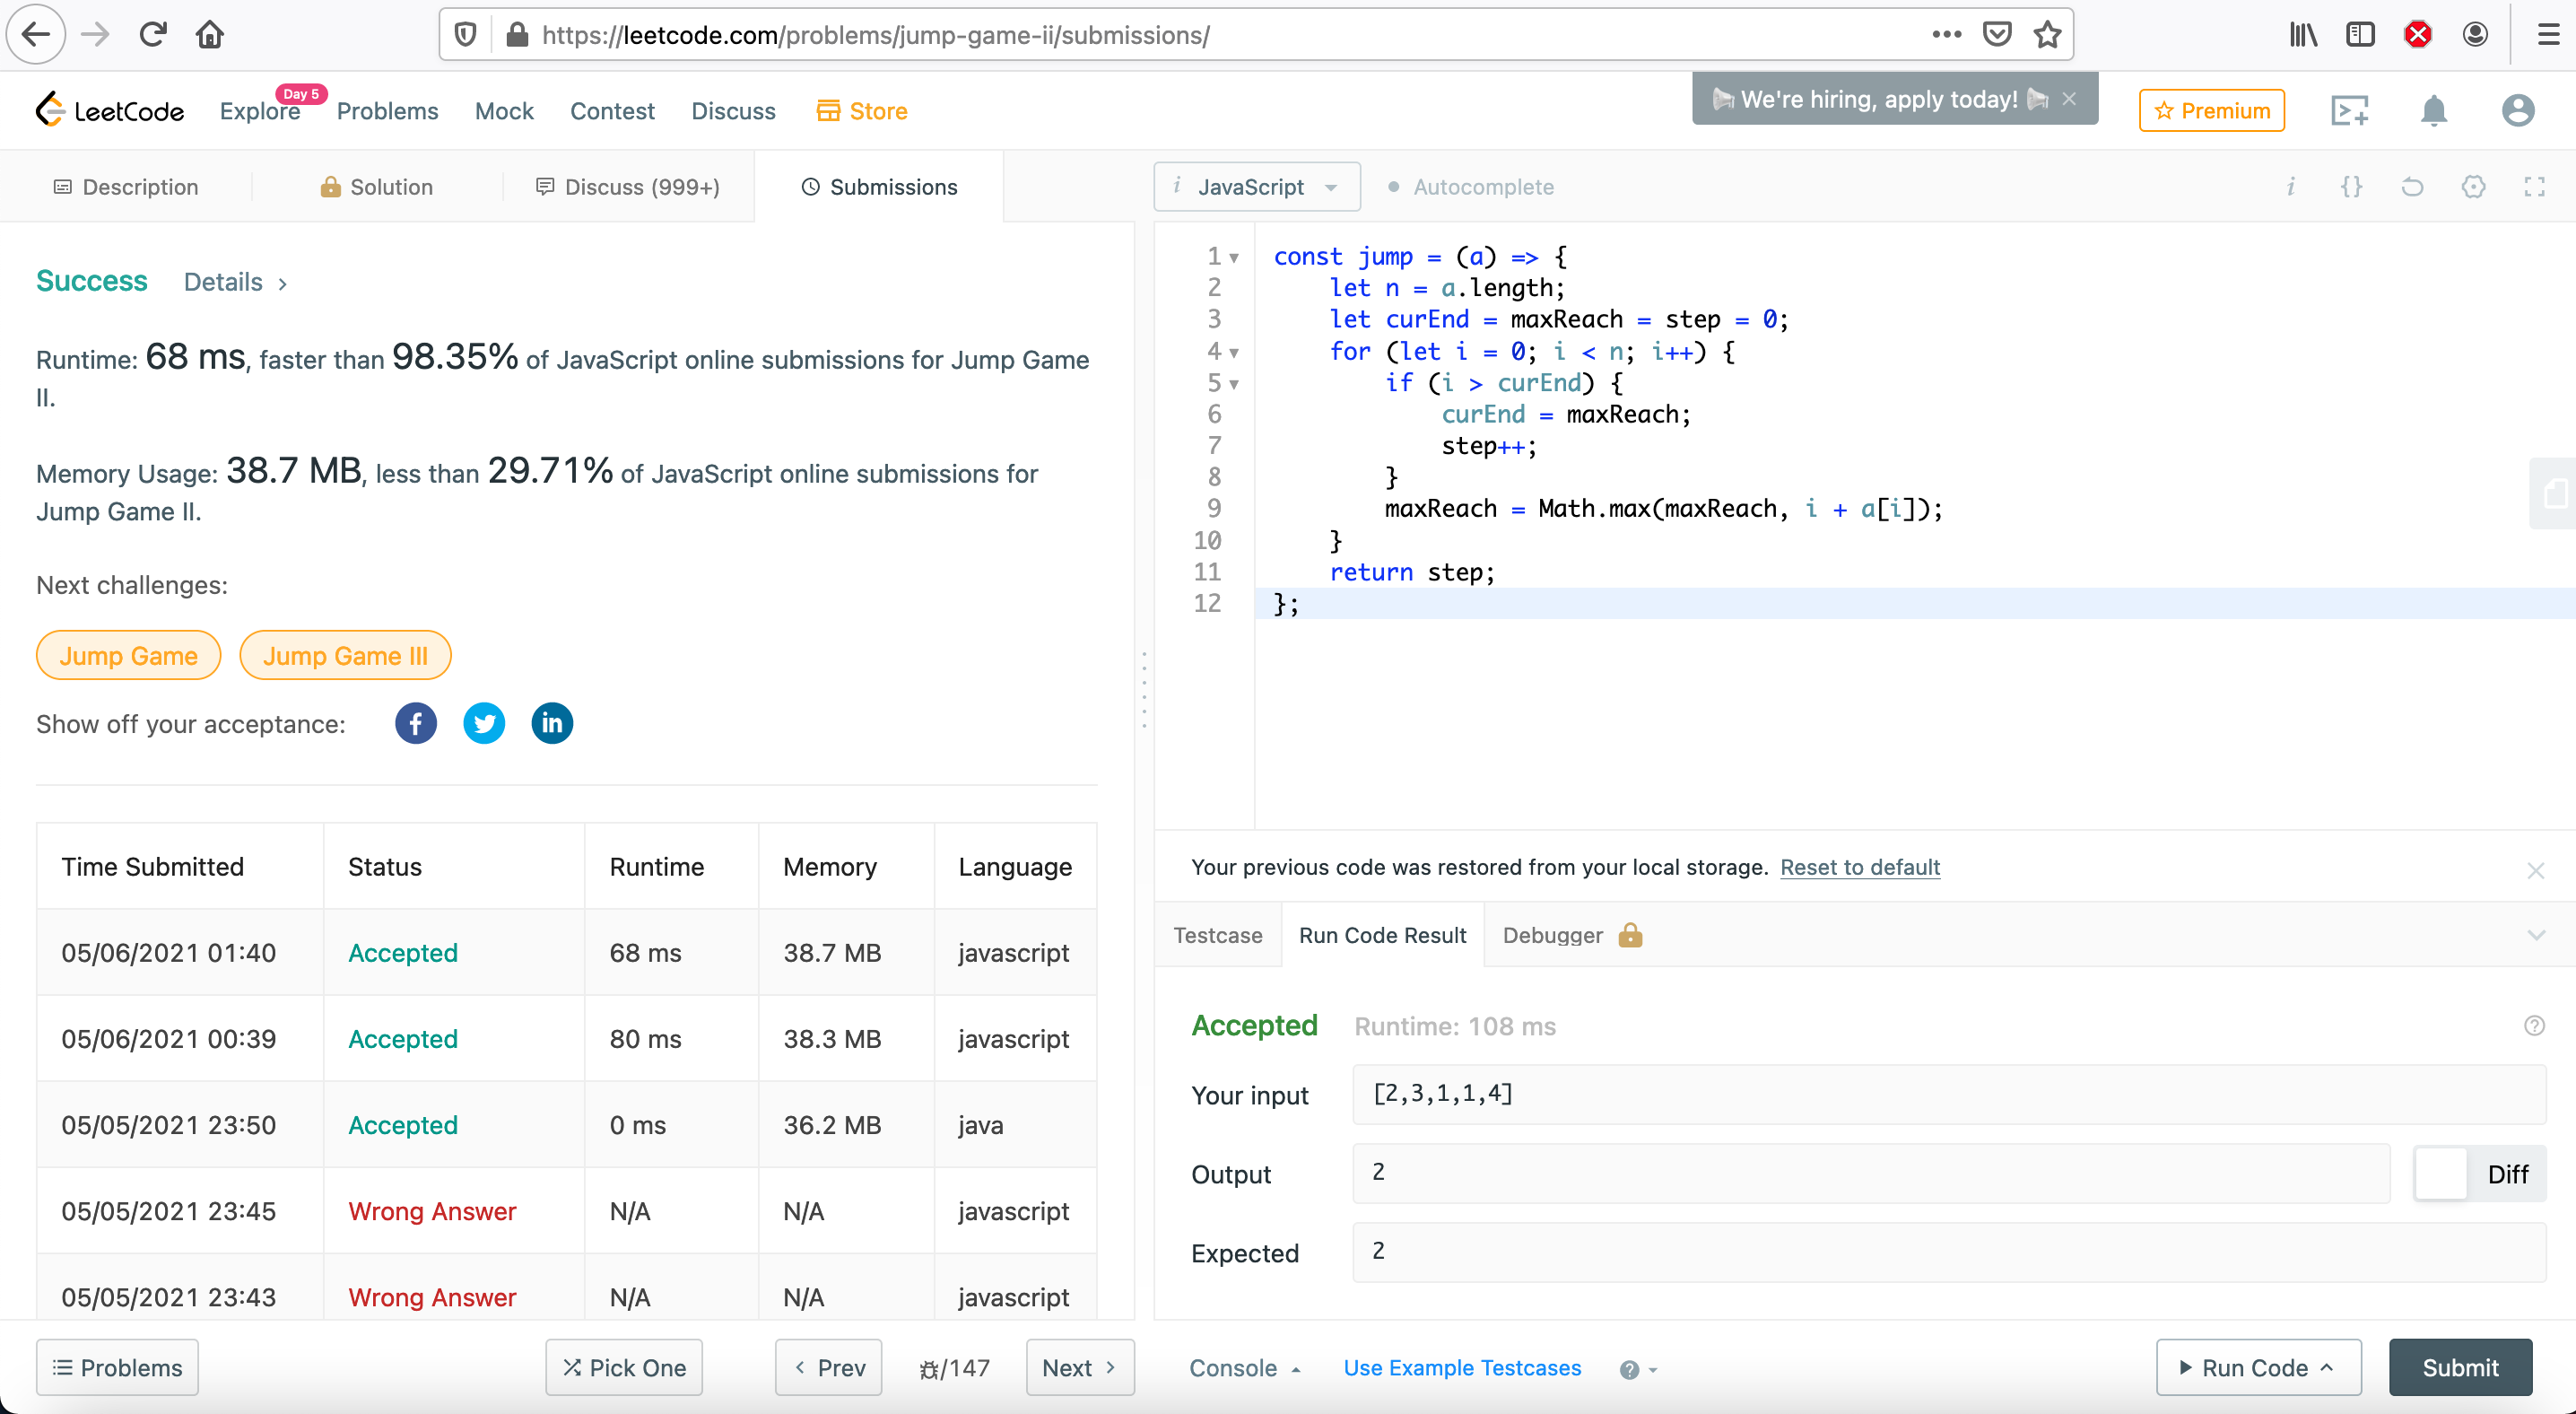 https://leetcode.com/problems/jump-game-ii/submissions/
LeetCode
Explore
Day 5
Problems
Mock
Contest
Discuss
Store
We're hiring, apply today!
Premium
Description
Solution
Discuss (999+)
Submissions
i JavaScript
Autocomplete
Success Details
Runtime: 68 ms, faster than 98.35% of JavaScript online submissions for Jump Game
II.
Memory Usage: 38.7 MB, less than 29.71% of JavaScript online submissions for
Jump Game II.
Next challenges:
Jump Game
Jump Game III
Show off your acceptance:
Time Submitted Status Runtime Memory Language
05/06/2021 01:40 Accepted 68 ms 38.7 MB javascript
05/06/2021 00:39 Accepted 80 ms 38.3 MB javascript
05/05/2021 23:50 Accepted 0 ms 36.2 MB java
05/05/2021 23:45 Wrong Answer N/A N/A javascript
05/05/2021 23:43 Wrong Answer N/A N/A javascript
Problems
Pick One
Prev
/147
Next
1 const jump = (a) => {
2 let n = a.length;
3 let curEnd = maxReach = step = 0;
4 for (let i = 0; i < n; i++) {
5 if (i > curEnd) {
6 curEnd = maxReach;
7 step++;
8 }
9 maxReach = Math.max(maxReach, i + a[i]);
10 }
11 return step;
12 };
Your previous code was restored from your local storage. Reset to default
Testcase
Run Code Result
Debugger
Accepted Runtime: 108 ms
Your input [2,3,1,1,4]
Output 2
Diff
Expected 2
Console
Use Example Testcases
Run Code
Submit